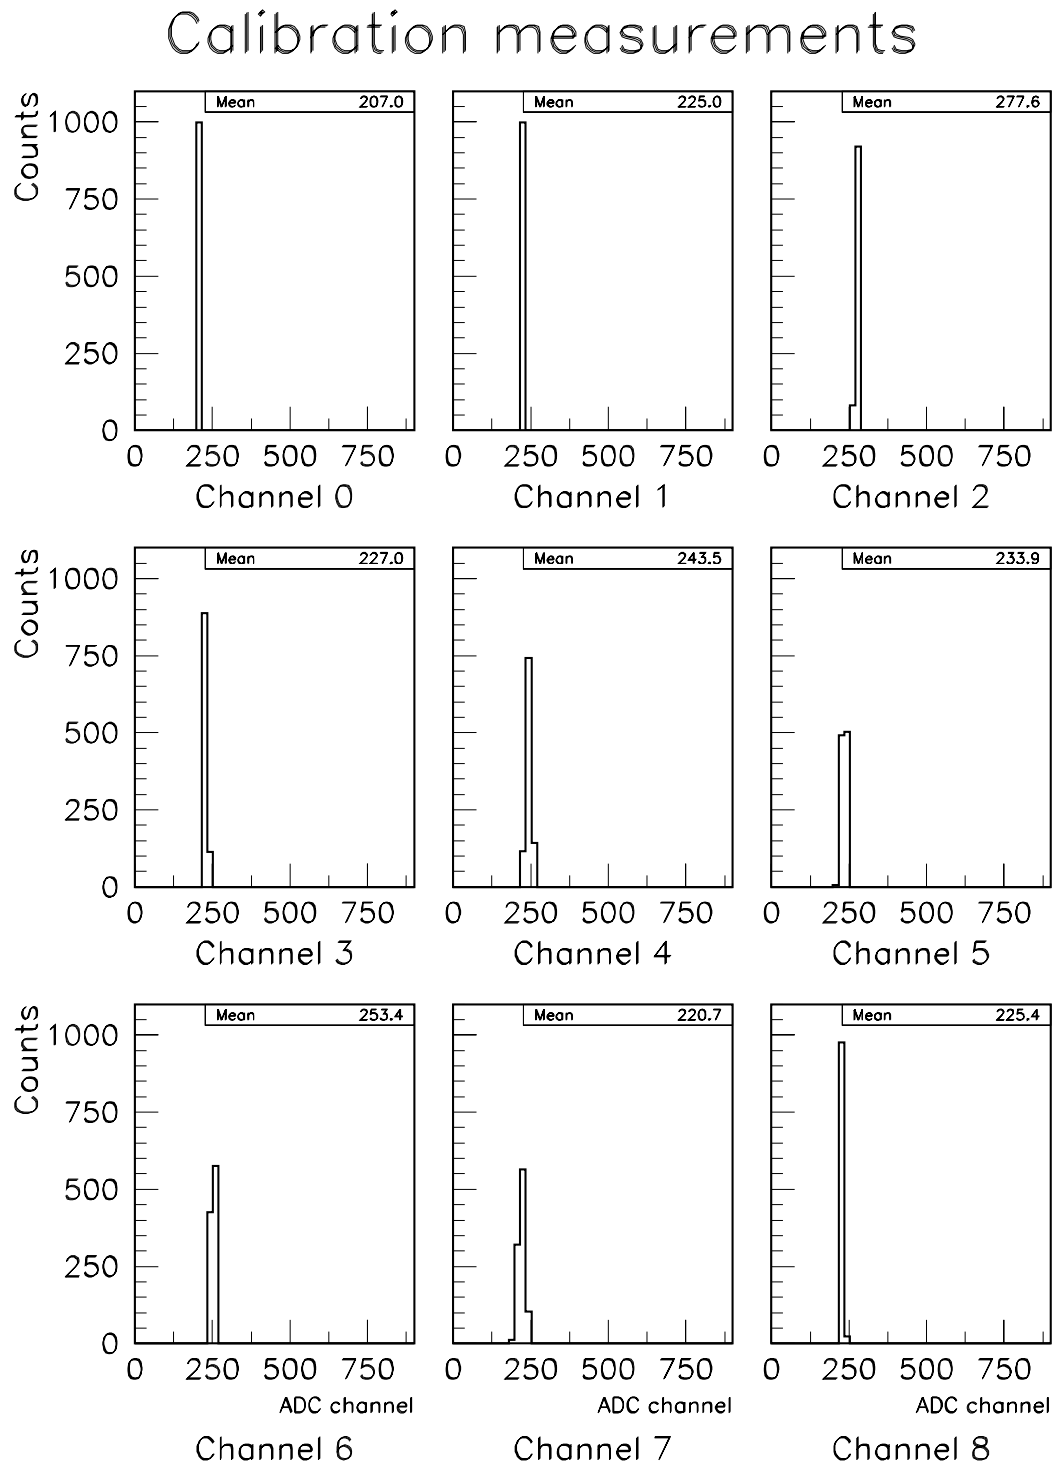 Calibration measurements
Counts
Mean 207.0
1000
750
500
250
0
0 250 500 750
Channel 0
Mean 225.0
0 250 500 750
Channel 1
Mean 277.6
0 250 500 750
Channel 2
Counts
Mean 227.0
1000
750
500
250
0
0 250 500 750
Channel 3
Mean 243.5
0 250 500 750
Channel 4
Mean 233.9
0 250 500 750
Channel 5
Counts
Mean 253.4
1000
750
500
250
0
0 250 500 750
ADC channel
Channel 6
Mean 220.7
0 250 500 750
ADC channel
Channel 7
Mean 225.4
0 250 500 750
ADC channel
Channel 8